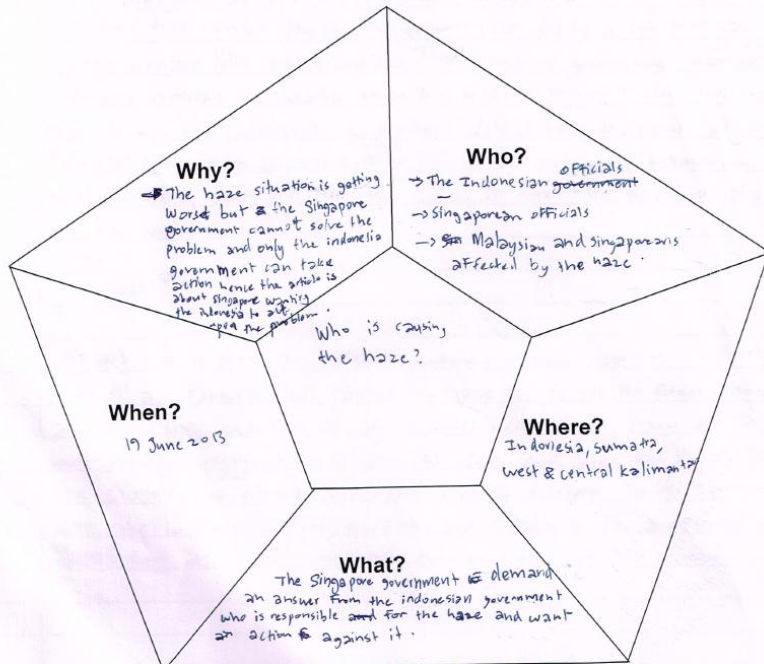 Why?
The haze situation is getting
worse but the Singapore
government cannot solve the
problem and only the indonesia
government can take
action hence the article is
about Singapore wanting
the indonesia to act
upon the problem.
Who?
officials
→ The Indonesian government
→ Singaporean officials
→ Malaysian and singaporeans
affected by the haze.
Who is causing
the haze?
When?
19 June 2013
Where?
Indonesia, sumatra,
west & central kalimantan
What?
The Singapore government demand
an answer from the indonesian government
who is responsible for the haze and want
an action against it.